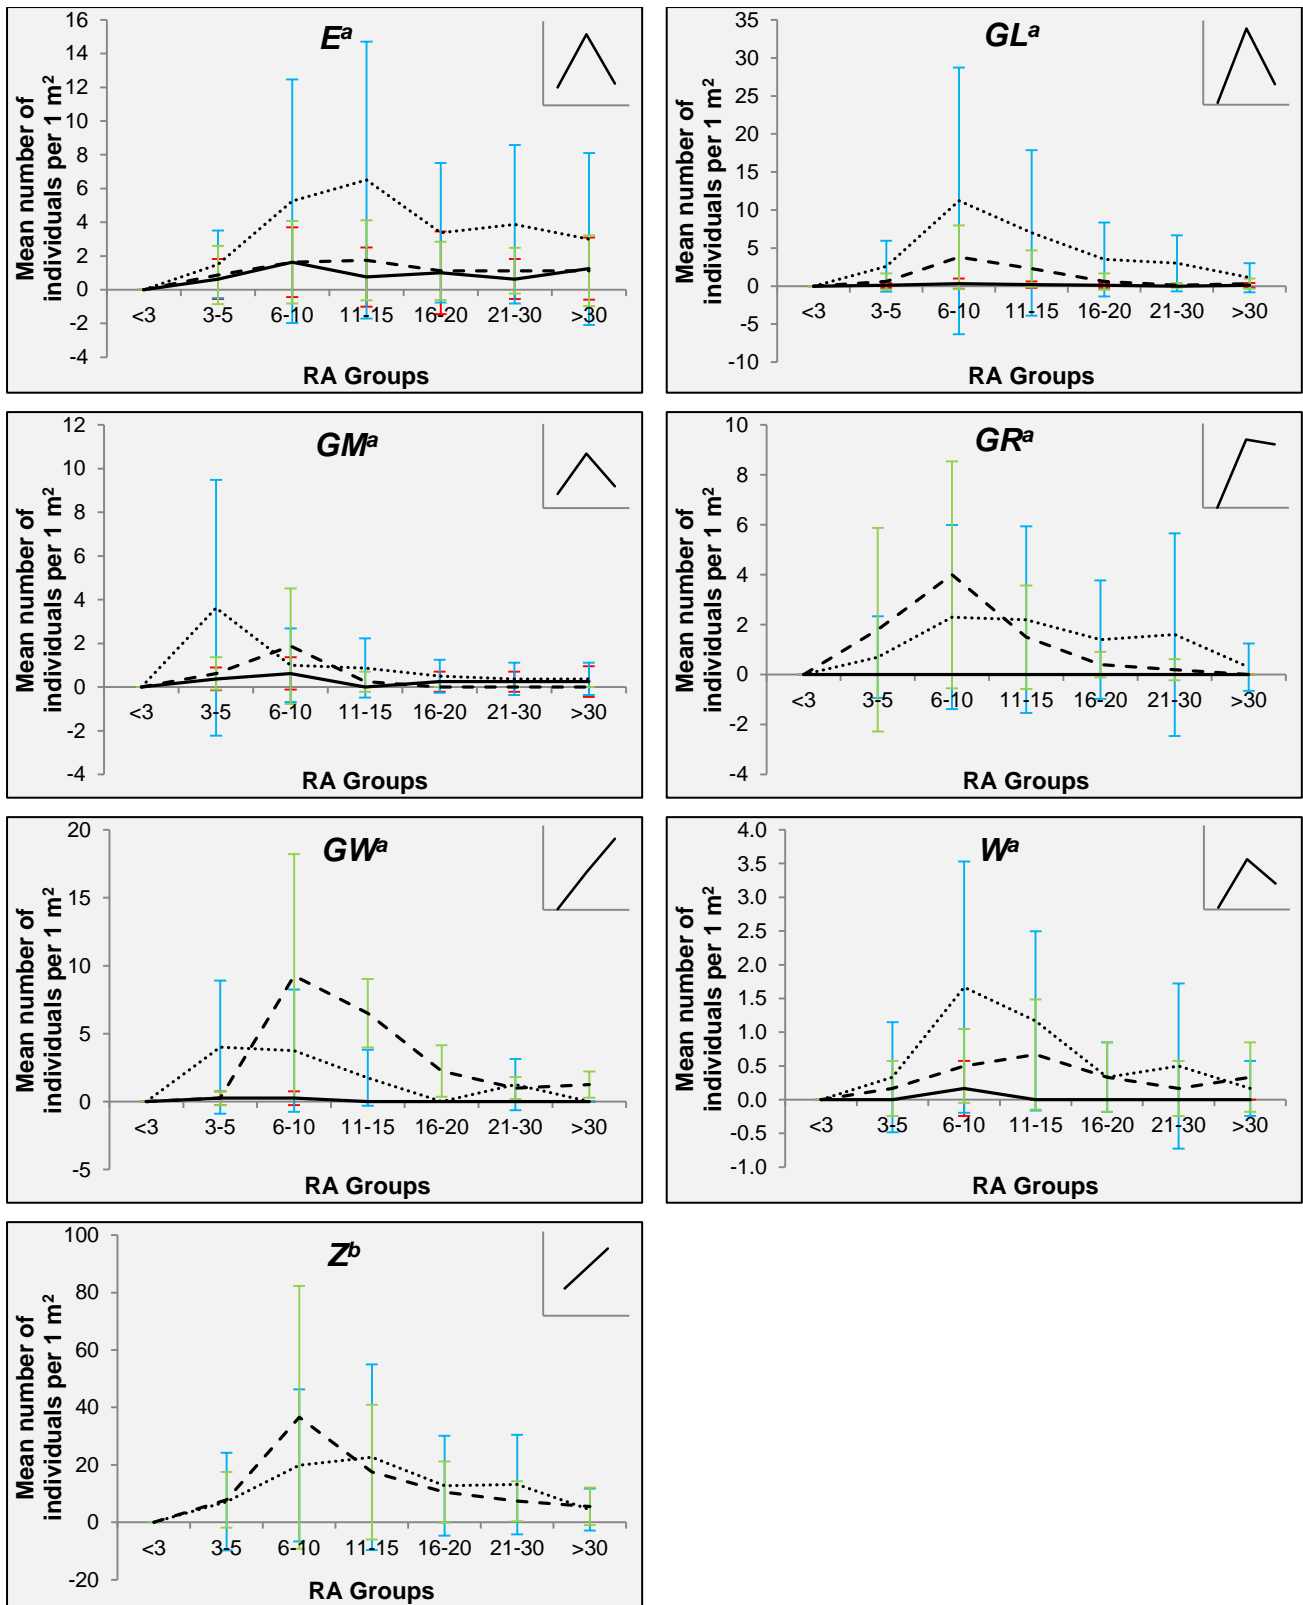 Eᵃ
Mean number of
individuals per 1 m²
16
14
12
10
8
6
4
2
0
-2
-4
<3 3-5 6-10 11-15 16-20 21-30 >30
RA Groups
GLᵃ
Mean number of
individuals per 1 m²
35
30
25
20
15
10
5
0
-5
-10
<3 3-5 6-10 11-15 16-20 21-30 >30
RA Groups
GMᵃ
Mean number of
individuals per 1 m²
12
10
8
6
4
2
0
-2
-4
<3 3-5 6-10 11-15 16-20 21-30 >30
RA Groups
GRᵃ
Mean number of
individuals per 1 m²
10
8
6
4
2
0
-2
-4
<3 3-5 6-10 11-15 16-20 21-30 >30
RA Groups
GWᵃ
Mean number of
individuals per 1 m²
20
15
10
5
0
-5
<3 3-5 6-10 11-15 16-20 21-30 >30
RA Groups
Wᵃ
Mean number of
individuals per 1 m²
4.0
3.5
3.0
2.5
2.0
1.5
1.0
0.5
0.0
-0.5
-1.0
<3 3-5 6-10 11-15 16-20 21-30 >30
RA Groups
Zᵇ
Mean number of
individuals per 1 m²
100
80
60
40
20
0
-20
<3 3-5 6-10 11-15 16-20 21-30 >30
RA Groups